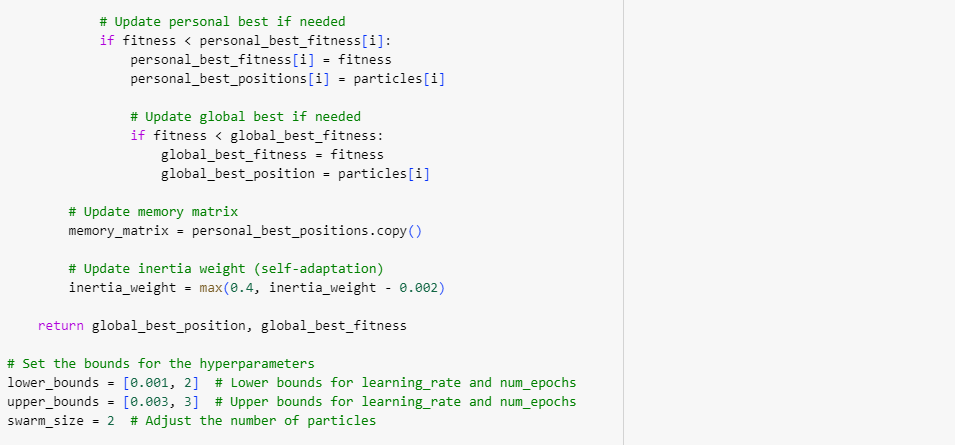 # Update personal best if needed
if fitness < personal_best_fitness[i]:
personal_best_fitness[i] = fitness
personal_best_positions[i] = particles[i]
# Update global best if needed
if fitness < global_best_fitness:
global_best_fitness = fitness
global_best_position = particles[i]
# Update memory matrix
memory_matrix = personal_best_positions.copy()
# Update inertia weight (self-adaptation)
inertia_weight = max(0.4, inertia_weight - 0.002)
return global_best_position, global_best_fitness
# Set the bounds for the hyperparameters
lower_bounds = [0.001, 2]  # Lower bounds for learning_rate and num_epochs
upper_bounds = [0.003, 3]  # Upper bounds for learning_rate and num_epochs
swarm_size = 2  # Adjust the number of particles